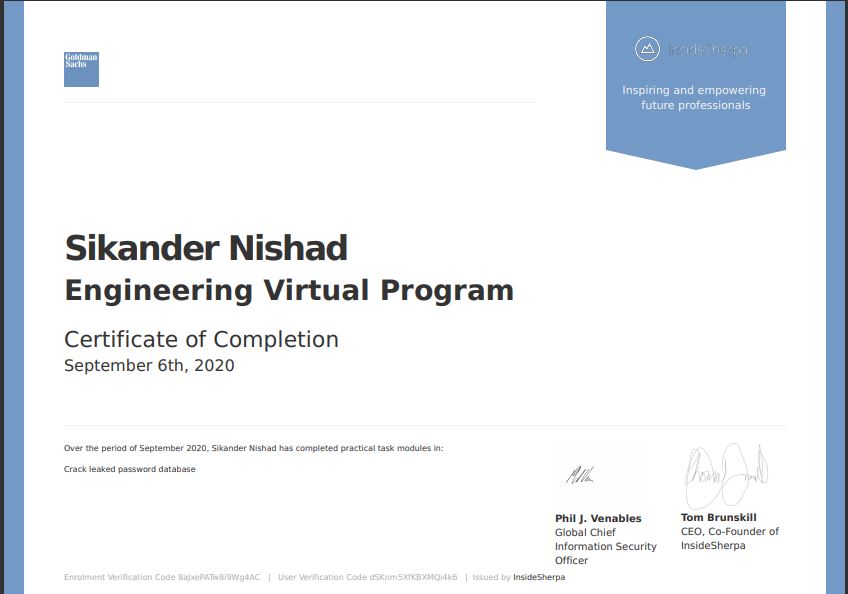 Goldman
Sachs
InsideSherpa
Inspiring and empowering
future professionals
Sikander Nishad
Engineering Virtual Program
Certificate of Completion
September 6th, 2020
Over the period of September 2020, Sikander Nishad has completed practical task modules in:
Crack leaked password database
Phil J. Venables
Global Chief
Information Security
Officer
Tom Brunskill
CEO, Co-Founder of
InsideSherpa
Enrolment Verification Code BaJxePATw8i9Wg4AC | User Verification Code dSKnm5XfKBXMQi4k6 | Issued by InsideSherpa